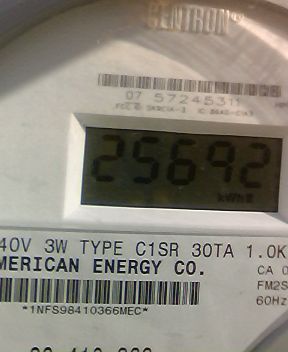 CENTRON®
07 57245311
25692
kWh
40V 3W TYPE C1SR 30TA 1.0K
MERICAN ENERGY CO.
CA 0
FM2S
60Hz
*1NFS98410366MEC*